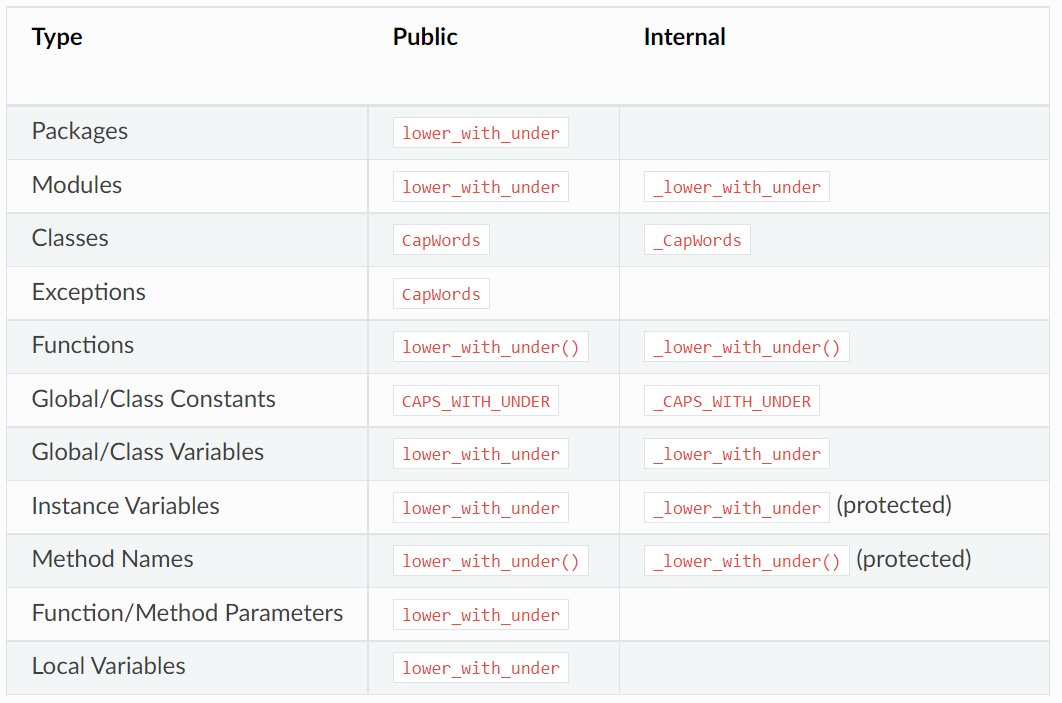 Type Public Internal
Packages lower_with_under
Modules lower_with_under _lower_with_under
Classes CapWords _CapWords
Exceptions CapWords
Functions lower_with_under() _lower_with_under()
Global/Class Constants CAPS_WITH_UNDER _CAPS_WITH_UNDER
Global/Class Variables lower_with_under _lower_with_under
Instance Variables lower_with_under _lower_with_under (protected)
Method Names lower_with_under() _lower_with_under() (protected)
Function/Method Parameters lower_with_under
Local Variables lower_with_under